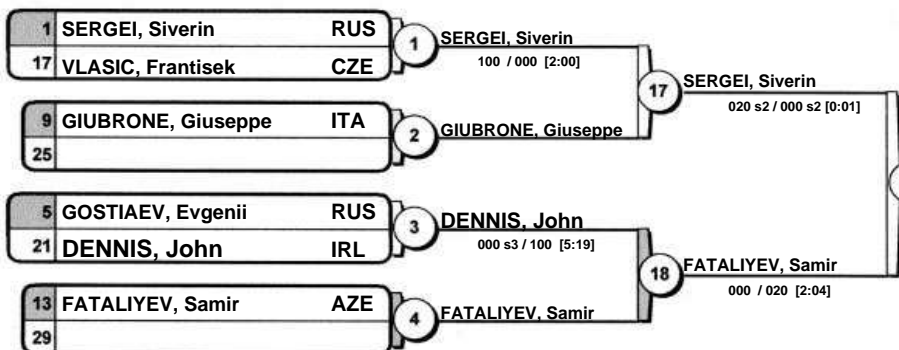 1 SERGEI, Siverin RUS
17 VLASIC, Frantisek CZE
1
SERGEI, Siverin
100 / 000 [2:00]
9 GIUBRONE, Giuseppe ITA
25
2
GIUBRONE, Giuseppe
17
SERGEI, Siverin
020 s2 / 000 s2 [0:01]
5 GOSTIAEV, Evgenii RUS
21 DENNIS, John IRL
3
DENNIS, John
000 s3 / 100 [5:19]
13 FATALIYEV, Samir AZE
29
4
FATALIYEV, Samir
18
FATALIYEV, Samir
000 / 020 [2:04]